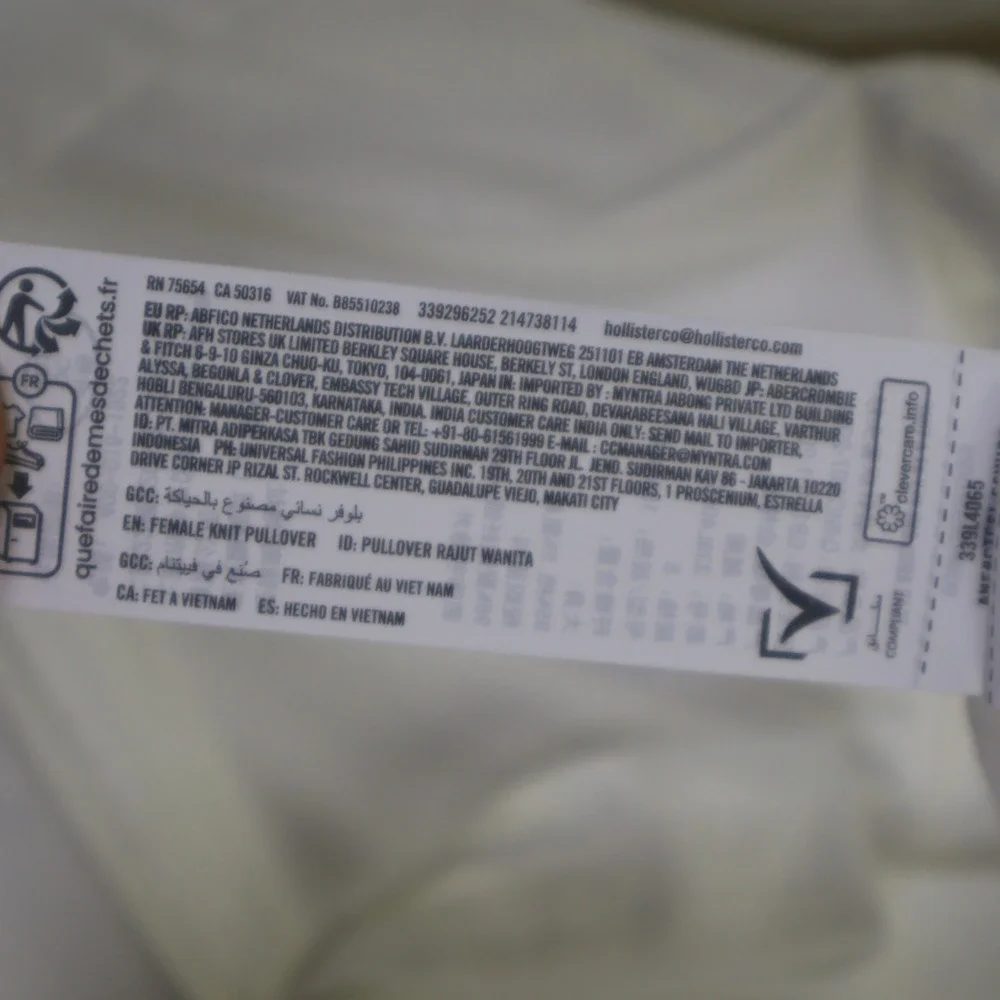 RN 75654 CA 50316 VAT No. B85510238 339296252 214738114 hollisterco@hollisterco.com
EU RP: ABFICO NETHERLANDS DISTRIBUTION B.V. LAARDERHOOGTWEG 251101 EB AMSTERDAM THE NETHERLANDS
UK RP: AFH STORES UK LIMITED BERKLEY SQUARE HOUSE, BERKELY ST, LONDON ENGLAND, WUGBD JP: ABERCROMBIE
& FITCH 6-9-10 GINZA CHUO-KU, TOKYO, 104-0061, JAPAN IN: IMPORTED BY : MYNTRA JABONG PRIVATE LTD BUILDING
ALYSSA, BEGONLA & CLOVER, EMBASSY TECH VILLAGE, OUTER RING ROAD, DEVARABEESANA HALI VILLAGE, VARTHUR
HOBLI BENGALURU-560103, KARNATAKA, INDIA. INDIA CUSTOMER CARE INDIA ONLY: SEND MAIL TO IMPORTER,
ATTENTION: MANAGER-CUSTOMER CARE OR TEL: +91-80-61561999 E-MAIL : CCMANAGER@MYNTRA.COM
ID: PT. MITRA ADIPERKASA TBK GEDUNG SAHID SUDIRMAN 29TH FLOOR JL. JEND. SUDIRMAN KAV 86 - JAKARTA 10220
INDONESIA PH: UNIVERSAL FASHION PHILIPPINES INC. 19TH, 20TH AND 21ST FLOORS, 1 PROSCENIUM, ESTRELLA
DRIVE CORNER JP RIZAL ST. ROCKWELL CENTER, GUADALUPE VIEJO, MAKATI CITY
GCC: بلوفر نسائي مصنوع بالحياكة
EN: FEMALE KNIT PULLOVER ID: PULLOVER RAJUT WANITA
GCC: صُنع في فييتنام FR: FABRIQUÉ AU VIET NAM
CA: FET A VIETNAM ES: HECHO EN VIETNAM
quefairedemesdechets.fr
FR
clevercare.info
COMPLIANT
339L4065